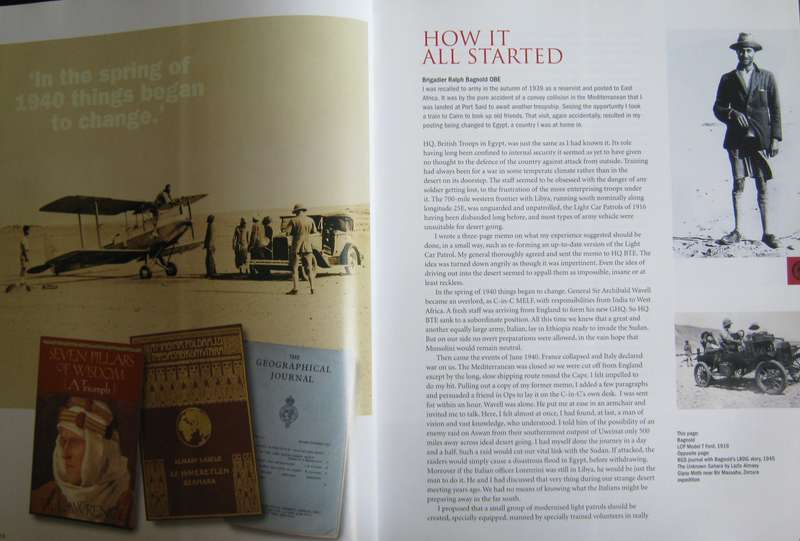 'In the spring of
1940 things began
to change.'
SEVEN PILLARS
OF WISDOM
A Triumph
LAWRENCE
ALMÁSY LÁSZLÓ
AZ ISMERETLEN
SZAHARA
THE
GEOGRAPHICAL
JOURNAL
HOW IT
ALL STARTED
Brigadier Ralph Bagnold OBE
I was recalled to army in the autumn of 1939 as a reservist and posted to East
Africa. It was by the pure accident of a convoy collision in the Mediterranean that I
was landed at Port Said to await another troopship. Seizing the opportunity I took
a train to Cairo to look up old friends. That visit, again accidentally, resulted in my
posting being changed to Egypt, a country I was at home in.
HQ, British Troops in Egypt, was just the same as I had known it. Its role
having long been confined to internal security it seemed as yet to have given
no thought to the defence of the country against attack from outside. Training
had always been for a war in some temperate climate rather than in the
desert on its doorstep. The staff seemed to be obsessed with the danger of any
soldier getting lost, to the frustration of the most enterprising troops under
it. The 700-mile western frontier with Libya, running south nominally along
longitude 25E, was unguarded and unpatrolled, the Light Car Patrols of 1916
having been disbanded long before, and most types of army vehicle were
unsuitable for desert going.
I wrote a three-page memo on what my experience suggested should be
done, in a small way, such as re-forming an up-to-date version of the Light
Car Patrol. My general thoroughly agreed and sent the memo to HQ BTE. The
idea was turned down angrily as though it was impertinent. Even the idea of
driving out into the desert seemed to appall them as impossible, insane or at
least reckless.
In the spring of 1940 things began to change. General Sir Archibald Wavell
became an overlord, as C-in-C MELF, with responsibilities from India to West
Africa. A fresh staff was arriving from England to form his new GHQ. So HQ
BTE sank to a subordinate position. All this time we knew that a great and
another equally large army, Italian, lay in Ethiopia ready to invade the Sudan.
But on our side no overt preparations were allowed, in the vain hope that
Mussolini would remain neutral.
Then came the events of June 1940. France collapsed and Italy declared
war on us. The Mediterranean was closed so we were cut off from England
except by the long, slow shipping route round the Cape. I felt impelled to
do my bit. Pulling out a copy of my former memo, I added a few paragraphs
and persuaded a friend in Ops to lay it on the C-in-C's own desk. I was sent
for within an hour. Wavell was alone. He put me at ease in an armchair and
invited me to talk. Here, I felt almost at once, I had found, at last, a man of
vision and vast knowledge, who understood. I told him of the possibility of an
enemy raid on Aswan from their southernmost outpost of Uweinat only 500
miles away across ideal desert going. I had myself done the journey in a day
and a half. Such a raid would cut our vital link with the Sudan. If attacked, the
raiders would simply cause a disastrous flood in Egypt, before withdrawing.
Moreover if the Italian officer Lorenzini was still in Libya, he would be just the
man to do it. He and I had discussed that very thing during our strange desert
meeting years ago. We had no means of knowing what the Italians might be
preparing away in the far south.
I proposed that a small group of modernised light patrols should be
created, specially equipped, manned by specially trained volunteers in really
This page:
Bagnold
LCP Model T Ford, 1916
Opposite page:
RGS journal with Bagnold's LRDG story, 1945
The Unknown Sahara by Lazlo Almasy
Gipsy Moth near Bir Massaha, Zerzura
expedition